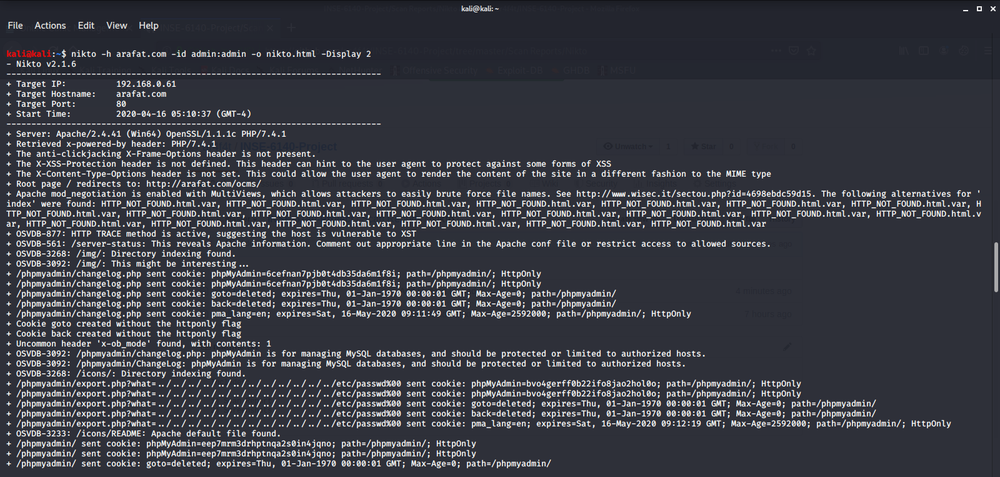 kali@kali: ~
File Actions Edit View Help
kali@kali:~$ nikto -h arafat.com -id admin:admin -o nikto.html -Display 2
- Nikto v2.1.6
---------------------------------------------------------------------------
+ Target IP: 192.168.0.61
+ Target Hostname: arafat.com
+ Target Port: 80
+ Start Time: 2020-04-16 05:10:37 (GMT-4)
---------------------------------------------------------------------------
+ Server: Apache/2.4.41 (Win64) OpenSSL/1.1.1c PHP/7.4.1
+ Retrieved x-powered-by header: PHP/7.4.1
+ The anti-clickjacking X-Frame-Options header is not present.
+ The X-XSS-Protection header is not defined. This header can hint to the user agent to protect against some forms of XSS
+ The X-Content-Type-Options header is not set. This could allow the user agent to render the content of the site in a different fashion to the MIME type
+ Root page / redirects to: http://arafat.com/ocms/
+ Apache mod_negotiation is enabled with MultiViews, which allows attackers to easily brute force file names. See http://www.wisec.it/sectou.php?id=4698ebdc59d15. The following alternatives for '
index' were found: HTTP_NOT_FOUND.html.var, HTTP_NOT_FOUND.html.var, HTTP_NOT_FOUND.html.var, HTTP_NOT_FOUND.html.var, HTTP_NOT_FOUND.html.var, HTTP_NOT_FOUND.html.var, HTTP_NOT_FOUND.html.var, H
TTP_NOT_FOUND.html.var, HTTP_NOT_FOUND.html.var, HTTP_NOT_FOUND.html.var, HTTP_NOT_FOUND.html.var, HTTP_NOT_FOUND.html.var, HTTP_NOT_FOUND.html.var, HTTP_NOT_FOUND.html.var, HTTP_NOT_FOUND.html.v
ar, HTTP_NOT_FOUND.html.var, HTTP_NOT_FOUND.html.var, HTTP_NOT_FOUND.html.var, HTTP_NOT_FOUND.html.var, HTTP_NOT_FOUND.html.var, HTTP_NOT_FOUND.html.var
+ OSVDB-877: HTTP TRACE method is active, suggesting the host is vulnerable to XST
+ OSVDB-561: /server-status: This reveals Apache information. Comment out appropriate line in the Apache conf file or restrict access to allowed sources.
+ OSVDB-3268: /img/: Directory indexing found.
+ OSVDB-3092: /img/: This might be interesting...
+ /phpmyadmin/changelog.php sent cookie: phpMyAdmin=6cefnan7pjb0t4db35da6m1f8i; path=/phpmyadmin/; HttpOnly
+ /phpmyadmin/changelog.php sent cookie: phpMyAdmin=6cefnan7pjb0t4db35da6m1f8i; path=/phpmyadmin/; HttpOnly
+ /phpmyadmin/changelog.php sent cookie: goto=deleted; expires=Thu, 01-Jan-1970 00:00:01 GMT; Max-Age=0; path=/phpmyadmin/
+ /phpmyadmin/changelog.php sent cookie: back=deleted; expires=Thu, 01-Jan-1970 00:00:01 GMT; Max-Age=0; path=/phpmyadmin/
+ /phpmyadmin/changelog.php sent cookie: pma_lang=en; expires=Sat, 16-May-2020 09:11:49 GMT; Max-Age=2592000; path=/phpmyadmin/; HttpOnly
+ Cookie goto created without the httponly flag
+ Cookie back created without the httponly flag
+ Uncommon header 'x-ob_mode' found, with contents: 1
+ OSVDB-3092: /phpmyadmin/changelog.php: phpMyAdmin is for managing MySQL databases, and should be protected or limited to authorized hosts.
+ OSVDB-3092: /phpmyadmin/ChangeLog: phpMyAdmin is for managing MySQL databases, and should be protected or limited to authorized hosts.
+ OSVDB-3268: /icons/: Directory indexing found.
+ /phpmyadmin/export.php?what=../../../../../../../../../../../../etc/passwd%00 sent cookie: phpMyAdmin=bvo4gerff0b22ifo8jao2hol0o; path=/phpmyadmin/; HttpOnly
+ /phpmyadmin/export.php?what=../../../../../../../../../../../../etc/passwd%00 sent cookie: phpMyAdmin=bvo4gerff0b22ifo8jao2hol0o; path=/phpmyadmin/; HttpOnly
+ /phpmyadmin/export.php?what=../../../../../../../../../../../../etc/passwd%00 sent cookie: goto=deleted; expires=Thu, 01-Jan-1970 00:00:01 GMT; Max-Age=0; path=/phpmyadmin/
+ /phpmyadmin/export.php?what=../../../../../../../../../../../../etc/passwd%00 sent cookie: back=deleted; expires=Thu, 01-Jan-1970 00:00:01 GMT; Max-Age=0; path=/phpmyadmin/
+ /phpmyadmin/export.php?what=../../../../../../../../../../../../etc/passwd%00 sent cookie: pma_lang=en; expires=Sat, 16-May-2020 09:12:19 GMT; Max-Age=2592000; path=/phpmyadmin/; HttpOnly
+ OSVDB-3233: /icons/README: Apache default file found.
+ /phpmyadmin/ sent cookie: phpMyAdmin=eep7mrm3drhptnqa2s0in4jqno; path=/phpmyadmin/; HttpOnly
+ /phpmyadmin/ sent cookie: phpMyAdmin=eep7mrm3drhptnqa2s0in4jqno; path=/phpmyadmin/; HttpOnly
+ /phpmyadmin/ sent cookie: goto=deleted; expires=Thu, 01-Jan-1970 00:00:01 GMT; Max-Age=0; path=/phpmyadmin/